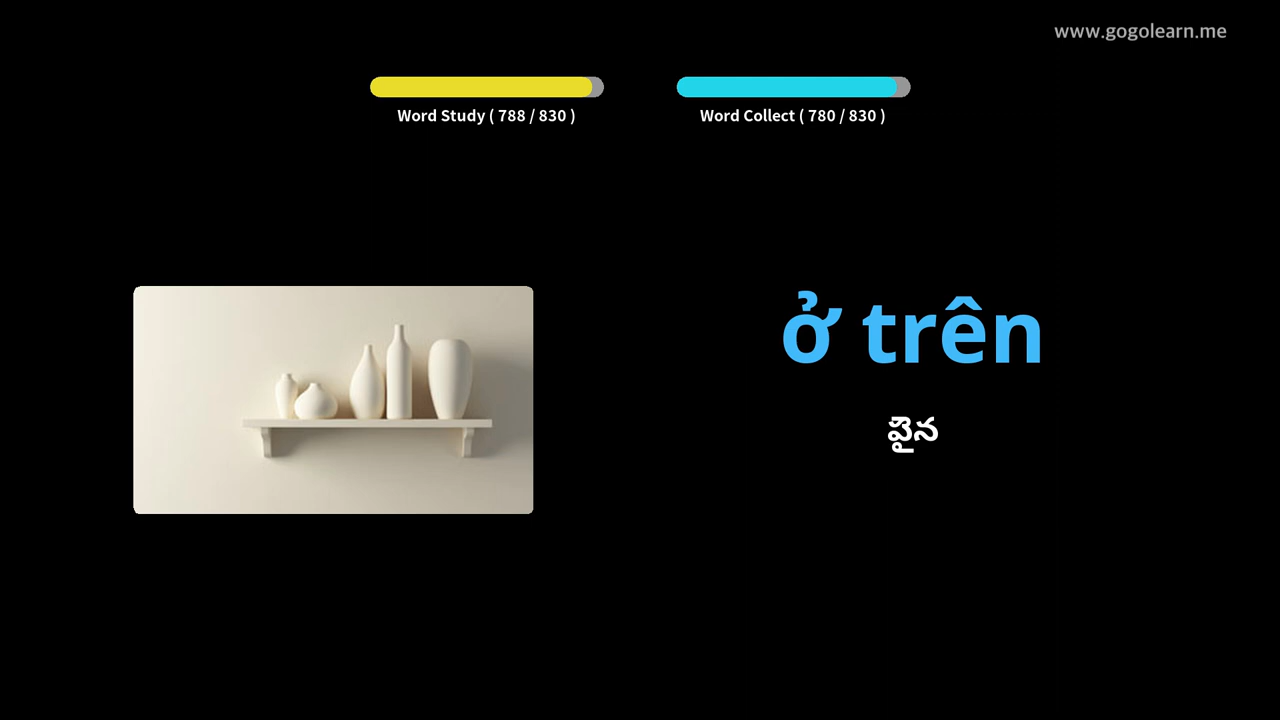 www.gogolearn.me
Word Study ( 788 / 830 )
Word Collect ( 780 / 830 )
ở trên
పైన